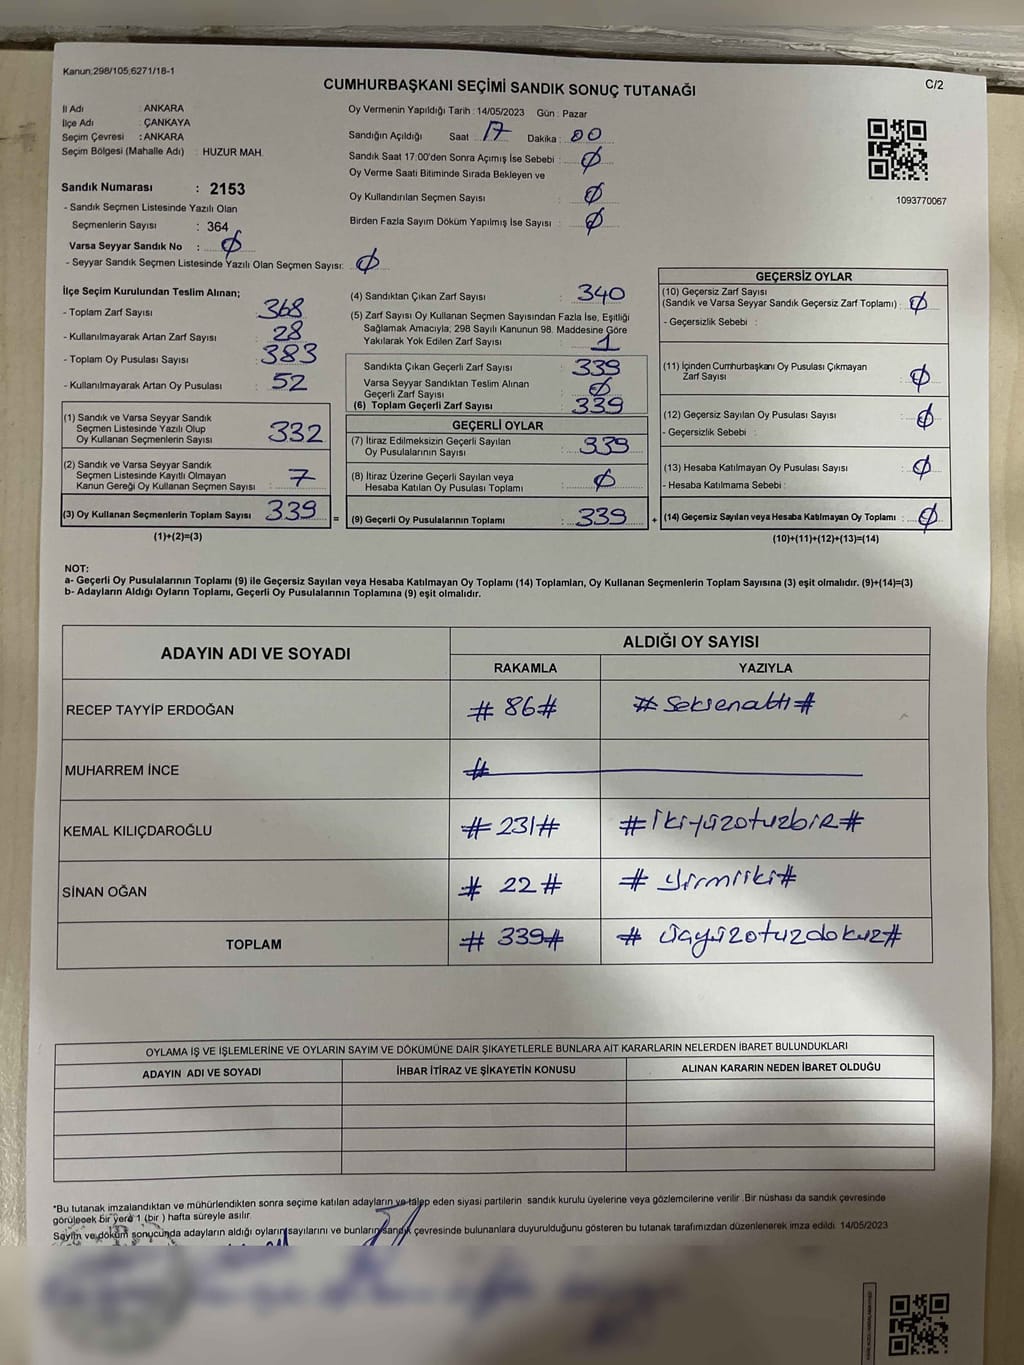 Kanun;298/105;6271/18-1
C/2
CUMHURBAŞKANI SEÇİMİ SANDIK SONUÇ TUTANAĞI
İl Adı : ANKARA
İlçe Adı : ÇANKAYA
Seçim Çevresi : ANKARA
Seçim Bölgesi (Mahalle Adı) : HUZUR MAH.
Sandık Numarası : 2153
- Sandık Seçmen Listesinde Yazılı Olan
Seçmenlerin Sayısı : 364
Varsa Seyyar Sandık No : Ø
- Seyyar Sandık Seçmen Listesinde Yazılı Olan Seçmen Sayısı: Ø
Oy Vermenin Yapıldığı Tarih : 14/05/2023 Gün : Pazar
Sandığın Açıldığı Saat 17 Dakika : 00
Sandık Saat 17:00'den Sonra Açımış İse Sebebi : Ø
Oy Verme Saati Bitiminde Sırada Bekleyen ve
Oy Kullandırılan Seçmen Sayısı : Ø
Birden Fazla Sayım Döküm Yapılmış İse Sayısı : Ø
1093770067
İlçe Seçim Kurulundan Teslim Alınan;
- Toplam Zarf Sayısı : 368
- Kullanılmayarak Artan Zarf Sayısı : 28
- Toplam Oy Pusulası Sayısı : 383
- Kullanılmayarak Artan Oy Pusulası : 52
(1) Sandık ve Varsa Seyyar Sandık
Seçmen Listesinde Yazılı Olup
Oy Kullanan Seçmenlerin Sayısı : 332
(2) Sandık ve Varsa Seyyar Sandık
Seçmen Listesinde Kayıtlı Olmayan
Kanun Gereği Oy Kullanan Seçmen Sayısı : 7
(3) Oy Kullanan Seçmenlerin Toplam Sayısı : 339 =
(1)+(2)=(3)
(4) Sandıktan Çıkan Zarf Sayısı : 340
(5) Zarf Sayısı Oy Kullanan Seçmen Sayısından Fazla İse, Eşitliği
Sağlamak Amacıyla; 298 Sayılı Kanunun 98. Maddesine Göre
Yakılarak Yok Edilen Zarf Sayısı : 1
Sandıkta Çıkan Geçerli Zarf Sayısı : 339
Varsa Seyyar Sandıktan Teslim Alınan
Geçerli Zarf Sayısı : Ø
(6) Toplam Geçerli Zarf Sayısı : 339
GEÇERLİ OYLAR
(7) İtiraz Edilmeksizin Geçerli Sayılan
Oy Pusulalarının Sayısı : 339
(8) İtiraz Üzerine Geçerli Sayılan veya
Hesaba Katılan Oy Pusulası Toplamı : Ø
(9) Geçerli Oy Pusulalarının Toplamı : 339 +
GEÇERSİZ OYLAR
(10) Geçersiz Zarf Sayısı
(Sandık ve Varsa Seyyar Sandık Geçersiz Zarf Toplamı) : Ø
- Geçersizlik Sebebi :
(11) İçinden Cumhurbaşkanı Oy Pusulası Çıkmayan
Zarf Sayısı : Ø
(12) Geçersiz Sayılan Oy Pusulası Sayısı : Ø
- Geçersizlik Sebebi :
(13) Hesaba Katılmayan Oy Pusulası Sayısı : Ø
- Hesaba Katılmama Sebebi :
(14) Geçersiz Sayılan veya Hesaba Katılmayan Oy Toplamı : Ø
(10)+(11)+(12)+(13)=(14)
NOT:
a- Geçerli Oy Pusulalarının Toplamı (9) ile Geçersiz Sayılan veya Hesaba Katılmayan Oy Toplamı (14) Toplamları, Oy Kullanan Seçmenlerin Toplam Sayısına (3) eşit olmalıdır. (9)+(14)=(3)
b- Adayların Aldığı Oyların Toplamı, Geçerli Oy Pusulalarının Toplamına (9) eşit olmalıdır.
ADAYIN ADI VE SOYADI
ALDIĞI OY SAYISI
RAKAMLA YAZIYLA
RECEP TAYYİP ERDOĞAN # 86# # Seksenaltı #
MUHARREM İNCE #
KEMAL KILIÇDAROĞLU # 231# # ikiyüzotuzbir #
SİNAN OĞAN # 22 # # yirmiiki #
TOPLAM # 339# # üçyüzotuzdokuz #
OYLAMA İŞ VE İŞLEMLERİNE VE OYLARIN SAYIM VE DÖKÜMÜNE DAİR ŞİKAYETLERLE BUNLARA AİT KARARLARIN NELERDEN İBARET BULUNDUKLARI
ADAYIN ADI VE SOYADI İHBAR İTİRAZ VE ŞİKAYETİN KONUSU ALINAN KARARIN NEDEN İBARET OLDUĞU
*Bu tutanak imzalandıktan ve mühürlendikten sonra seçime katılan adayların ve talep eden siyasi partilerin sandık kurulu üyelerine veya gözlemcilerine verilir .Bir nüshası da sandık çevresinde
görülecek bir yere 1 (bir ) hafta süreyle asılır.
Sayım ve döküm sonucunda adayların aldığı oyların sayılarını ve bunların sandık çevresinde bulunanlara duyurulduğunu gösteren bu tutanak tarafımızdan düzenlenerek imza edildi. 14/05/2023